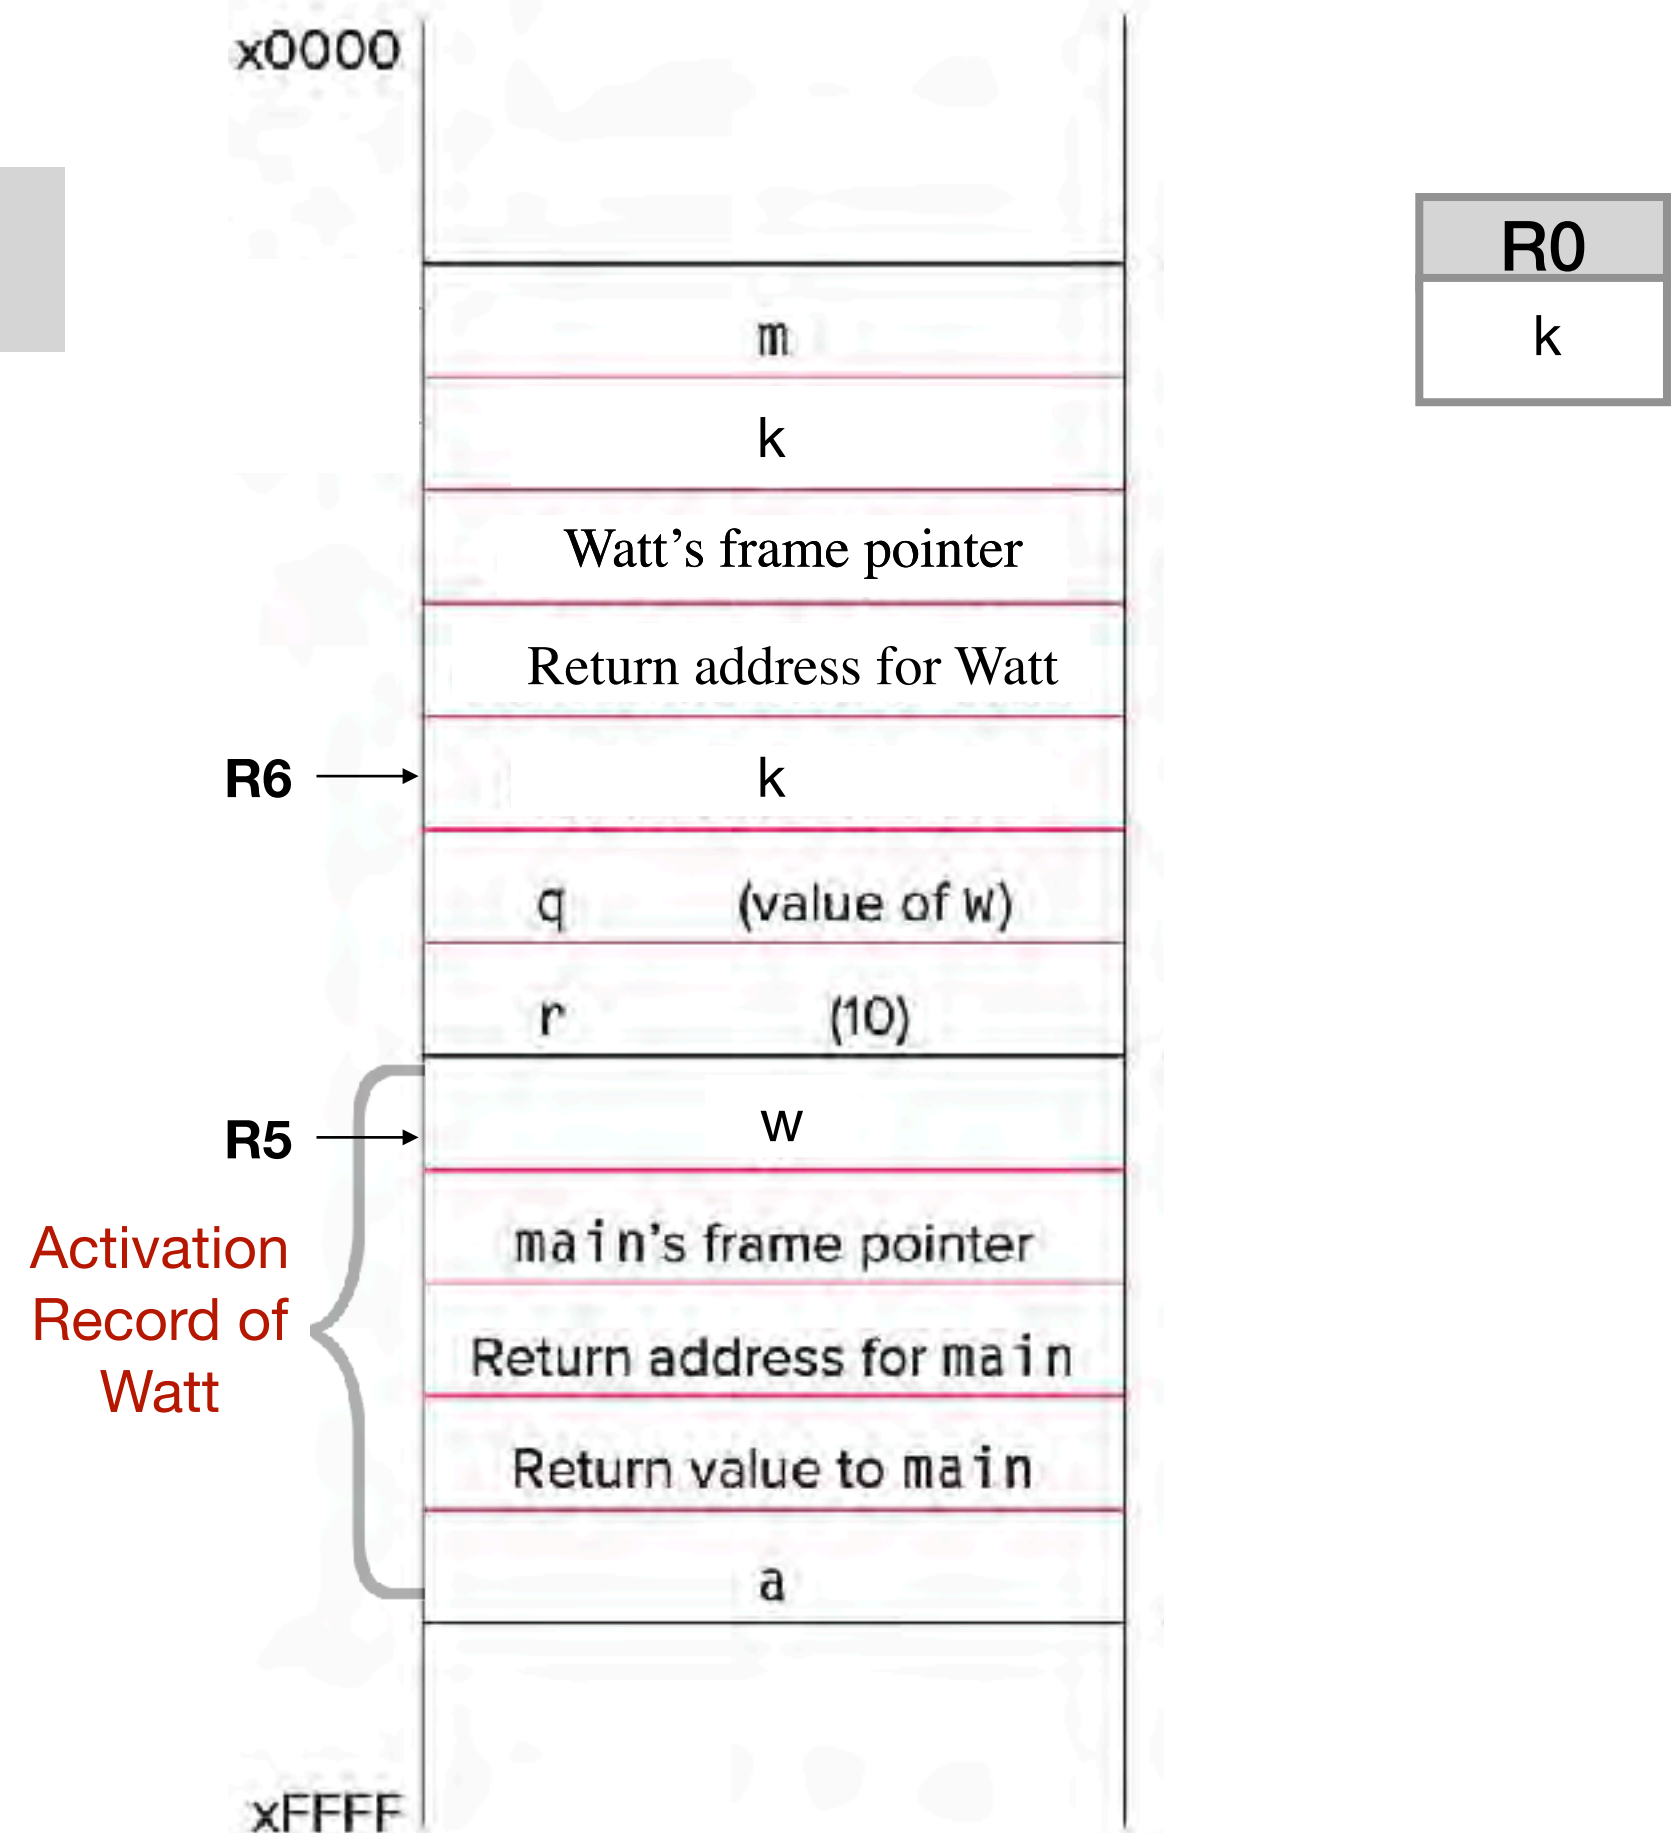 x0000
R0
k
m
k
Watt’s frame pointer
Return address for Watt
R6
k
q (value of w)
r (10)
R5
w
Activation
Record of
Watt
main’s frame pointer
Return address for main
Return value to main
a
xFFFF